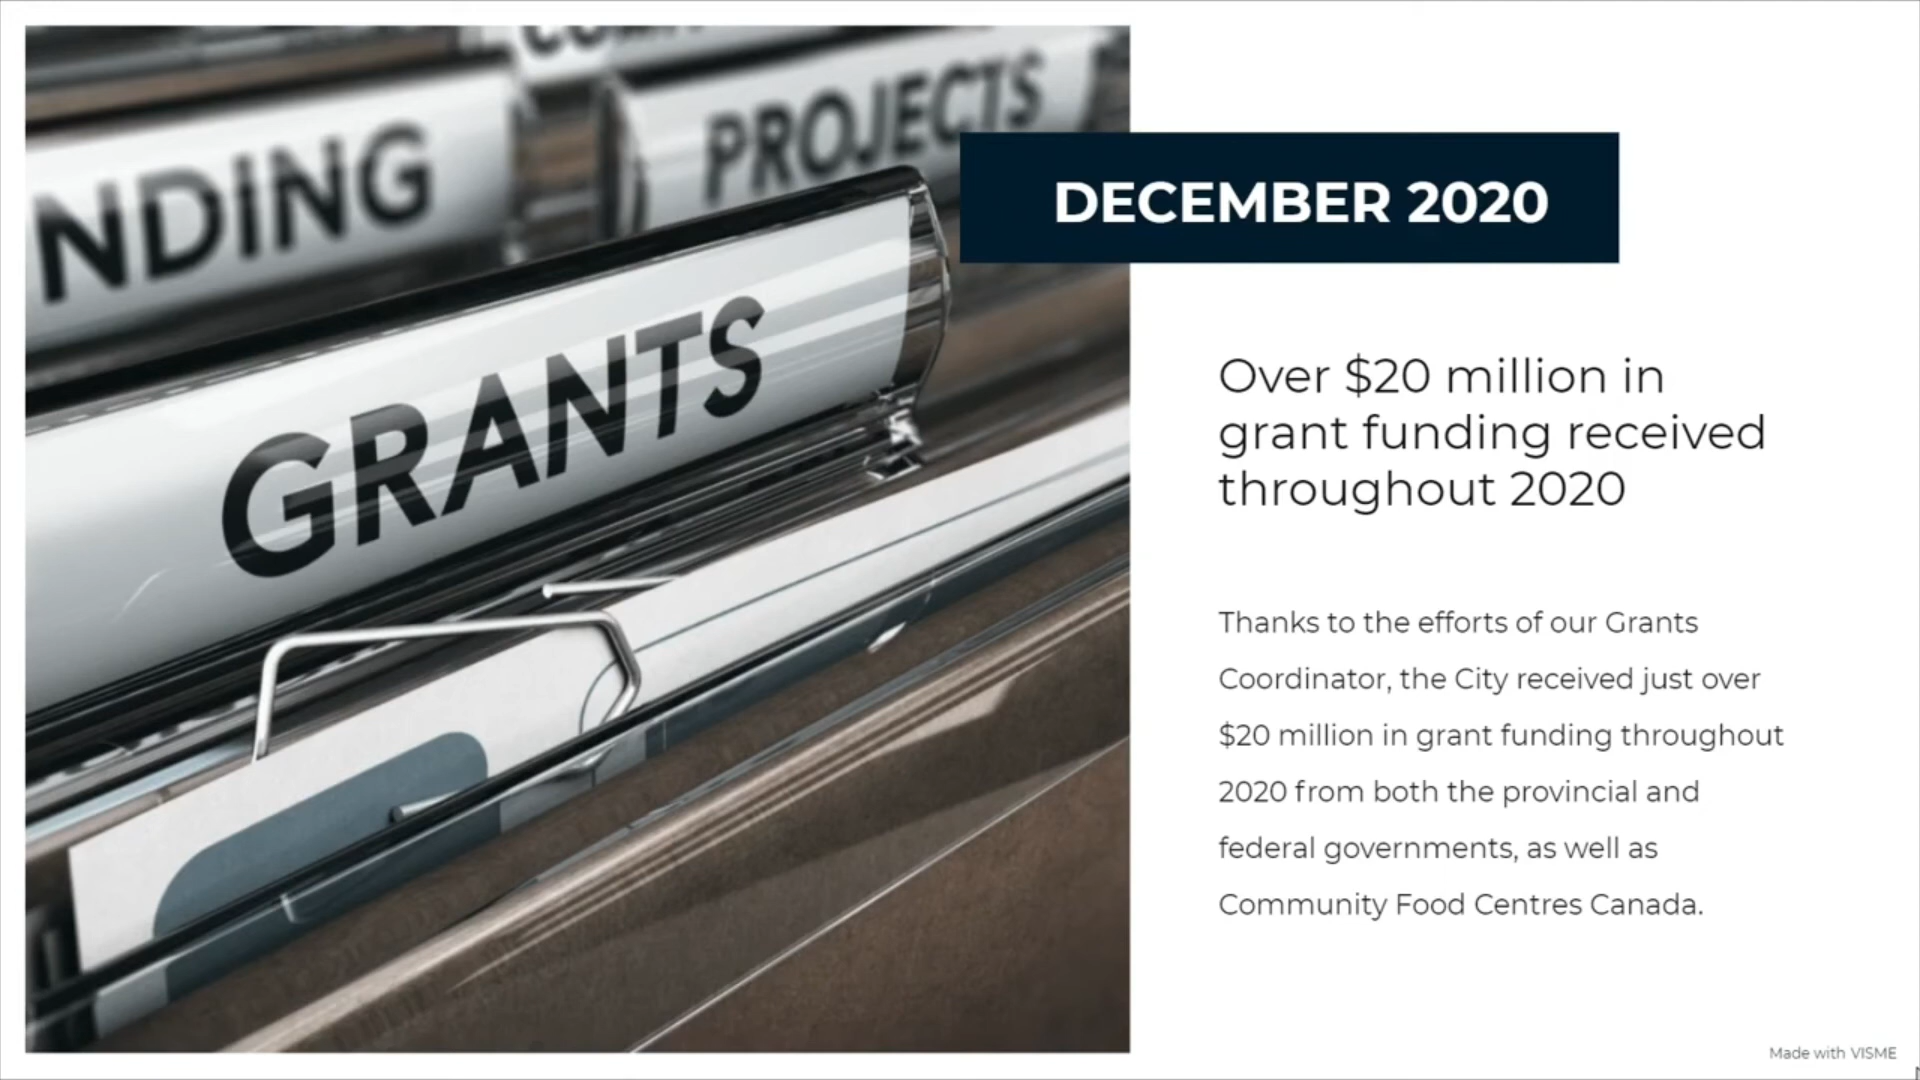 NDING
PROJECTS
GRANTS
DECEMBER 2020
Over $20 million in
grant funding received
throughout 2020
Thanks to the efforts of our Grants
Coordinator, the City received just over
$20 million in grant funding throughout
2020 from both the provincial and
federal governments, as well as
Community Food Centres Canada.
Made with VISME